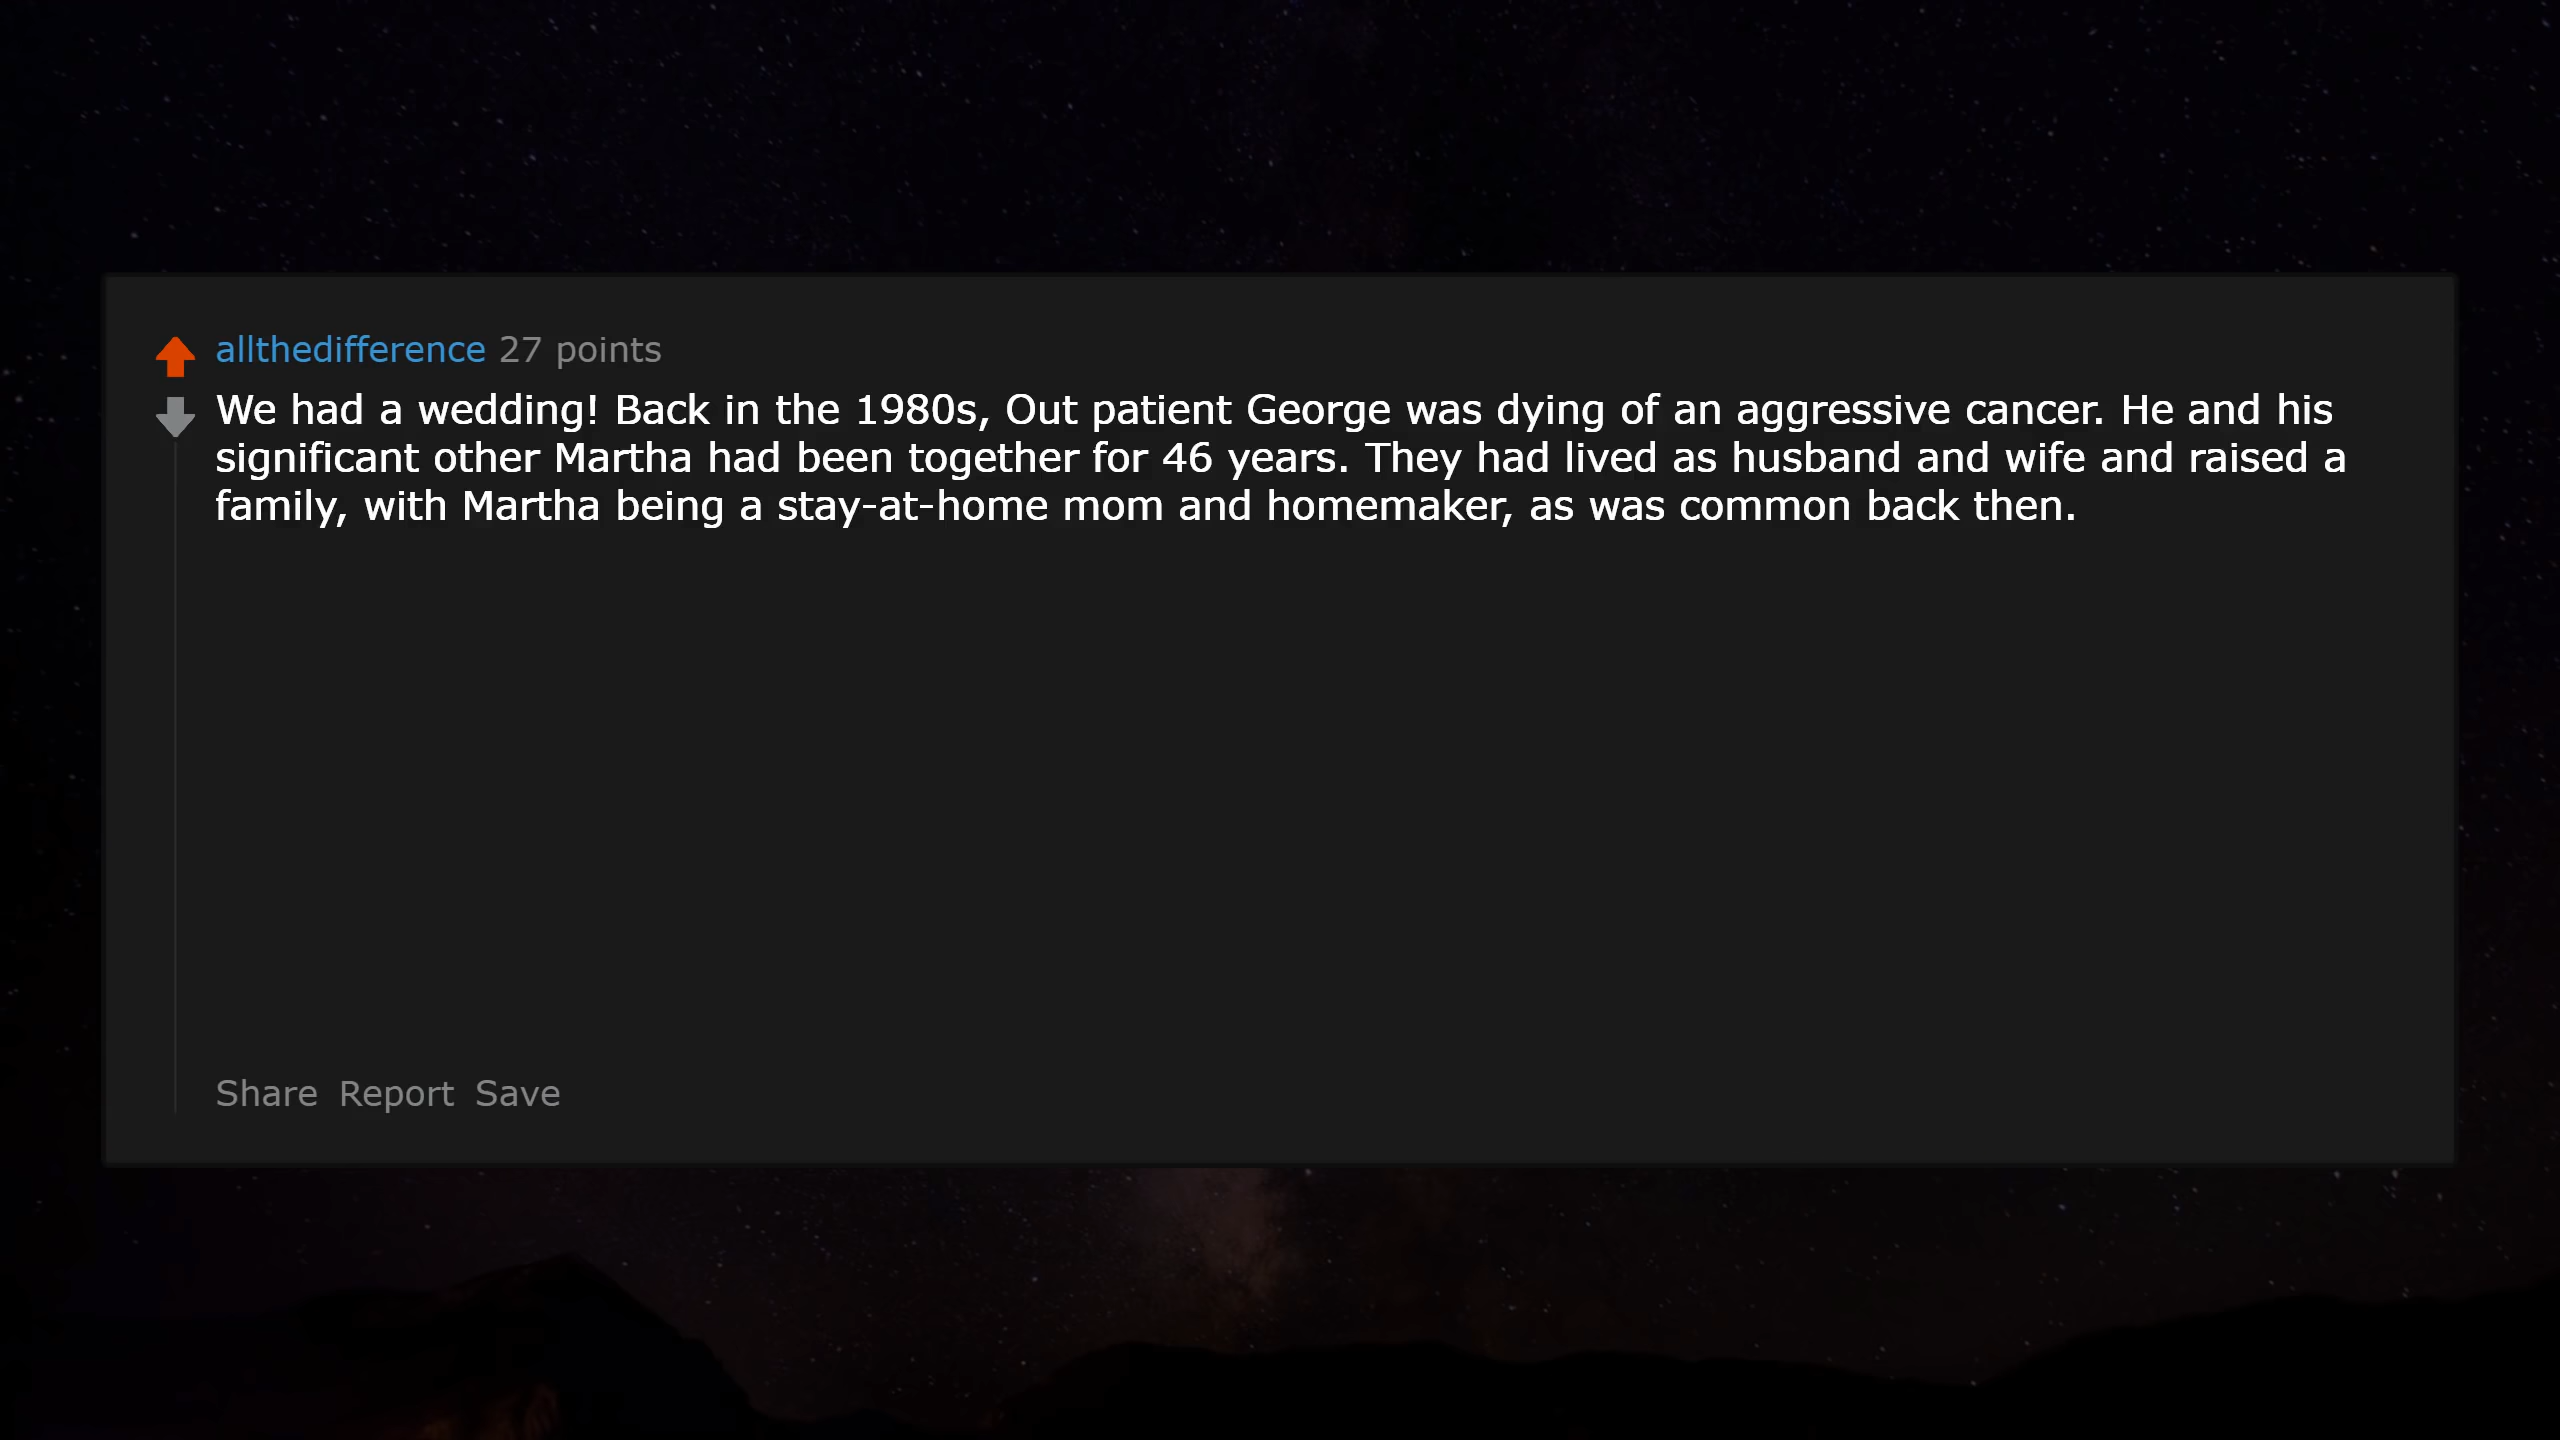 allthedifference 27 points
We had a wedding! Back in the 1980s, Out patient George was dying of an aggressive cancer. He and his
significant other Martha had been together for 46 years. They had lived as husband and wife and raised a
family, with Martha being a stay-at-home mom and homemaker, as was common back then.
Share Report Save